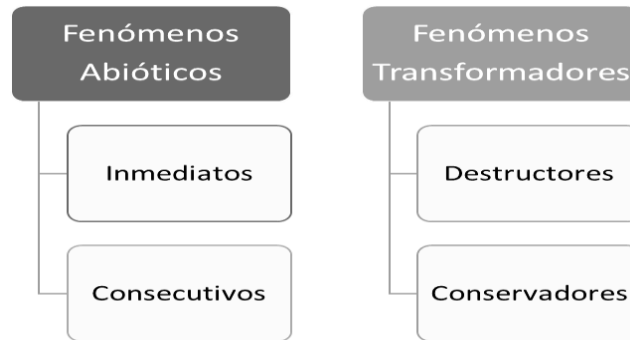 Fenómenos
Abióticos
Inmediatos
Consecutivos
Fenómenos
Transformadores
Destructores
Conservadores